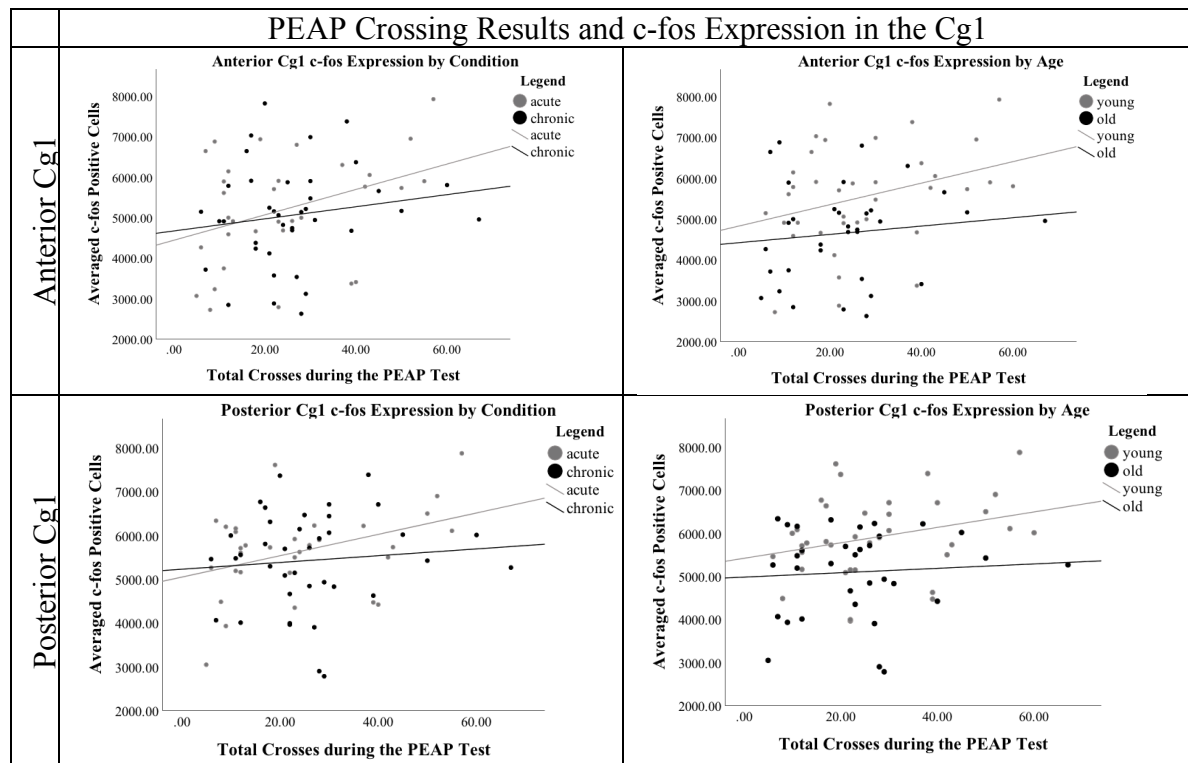 PEAP Crossing Results and c-fos Expression in the Cg1
Anterior Cg1
Anterior Cg1 c-fos Expression by Condition
Averaged c-fos Positive Cells
8000.00
7000.00
6000.00
5000.00
4000.00
3000.00
2000.00
.00 20.00 40.00 60.00
Total Crosses during the PEAP Test
Legend
acute
chronic
acute
chronic
Anterior Cg1 c-fos Expression by Age
Averaged c-fos Positive Cells
8000.00
7000.00
6000.00
5000.00
4000.00
3000.00
2000.00
.00 20.00 40.00 60.00
Total Crosses during the PEAP Test
Legend
young
old
young
old
Posterior Cg1
Posterior Cg1 c-fos Expression by Condition
Averaged c-fos Positive Cells
8000.00
7000.00
6000.00
5000.00
4000.00
3000.00
2000.00
.00 20.00 40.00 60.00
Total Crosses during the PEAP Test
Legend
acute
chronic
acute
chronic
Posterior Cg1 c-fos Expression by Age
Averaged c-fos Positive Cells
8000.00
7000.00
6000.00
5000.00
4000.00
3000.00
2000.00
.00 20.00 40.00 60.00
Total Crosses during the PEAP Test
Legend
young
old
young
old